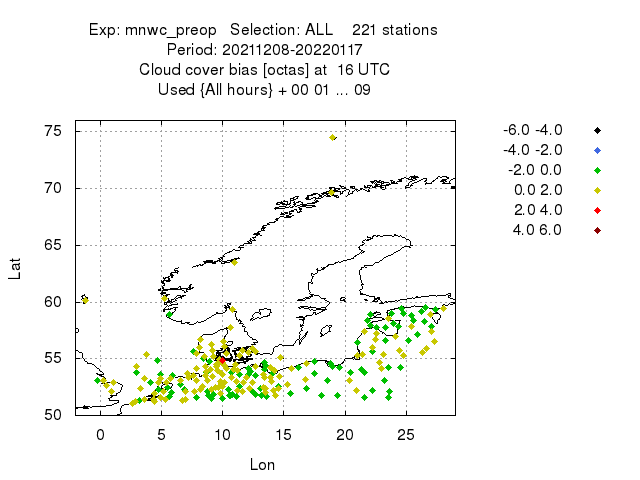 Exp: mnwc_preop Selection: ALL 221 stations
Period: 20211208-20220117
Cloud cover bias [octas] at 16 UTC
Used {All hours} + 00 01 ... 09
75
70
65
60
55
50
0 5 10 15 20 25
Lat
Lon
-6.0 -4.0
-4.0 -2.0
-2.0 0.0
0.0 2.0
2.0 4.0
4.0 6.0